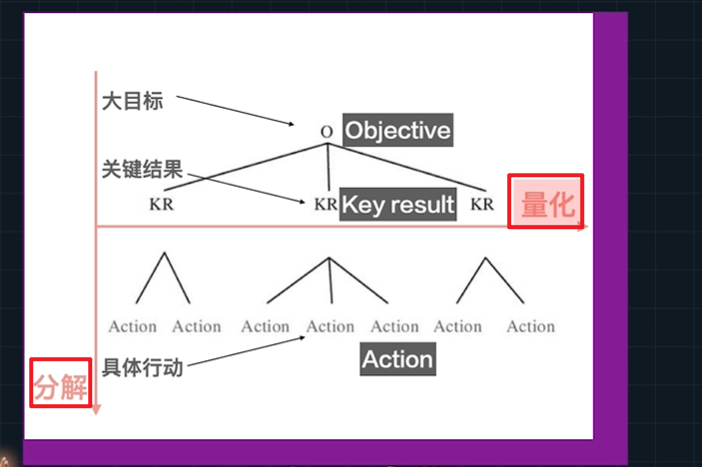 大目标
O Objective
关键结果
KR KR Key result KR 量化
Action Action Action Action Action Action Action
具体行动 Action
分解